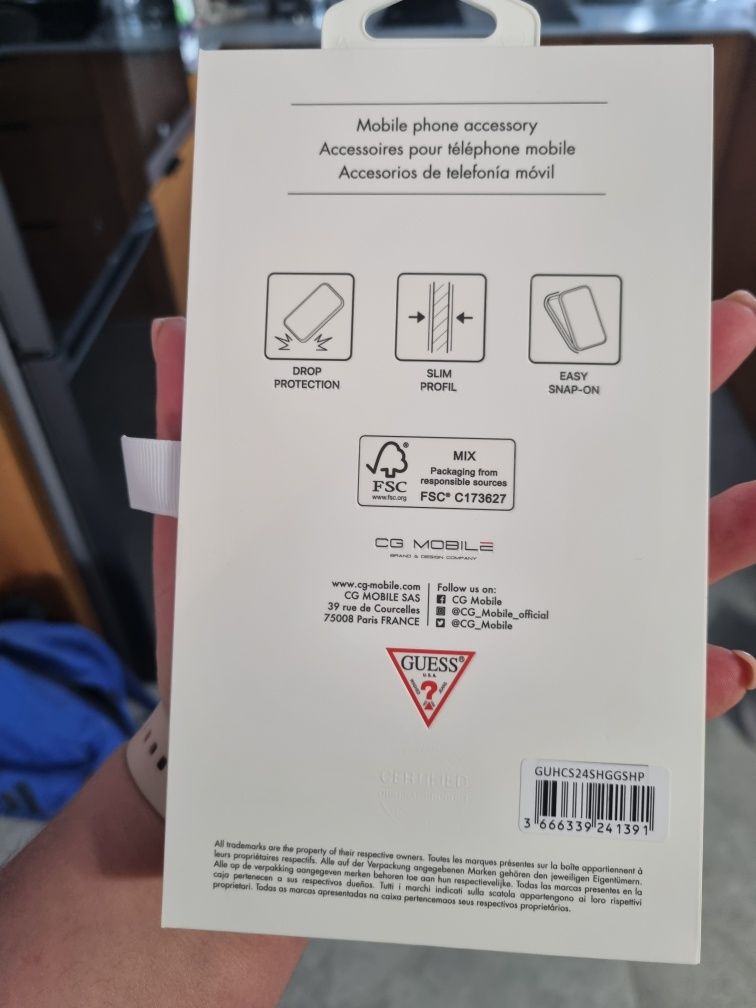 Mobile phone accessory
Accessoires pour téléphone mobile
Accesorios de telefonía móvil
DROP
PROTECTION
SLIM
PROFIL
EASY
SNAP-ON
FSC®
www.fsc.org
MIX
Packaging from
responsible sources
FSC® C173627
CG MOBILE
BRAND & DESIGN COMPANY
www.cg-mobile.com
CG MOBILE SAS
39 rue de Courcelles
75008 Paris FRANCE
Follow us on:
CG Mobile
@CG_Mobile_official
@CG_Mobile
GUESS®
U.S.A.
?
CERTIFIED
GUHCS24SHGGSHP
3 666339 241391
All trademarks are the property of their respective owners. Toutes les marques présentes sur la boîte appartiennent à
leurs propriétaires respectifs. Alle auf der Verpackung angegebenen Marken gehören den jeweiligen Eigentümern.
Alle op de verpakking aangegeven merken behoren toe aan hun respectievelijke. Todas las marcas presentes en la
caja pertenecen a sus respectivos dueños. Tutti i marchi indicati sulla scatola appartengono ai loro rispettivi
proprietari. Todas as marcas apresentadas na caixa pertencemaos seus respectivos proprietários.